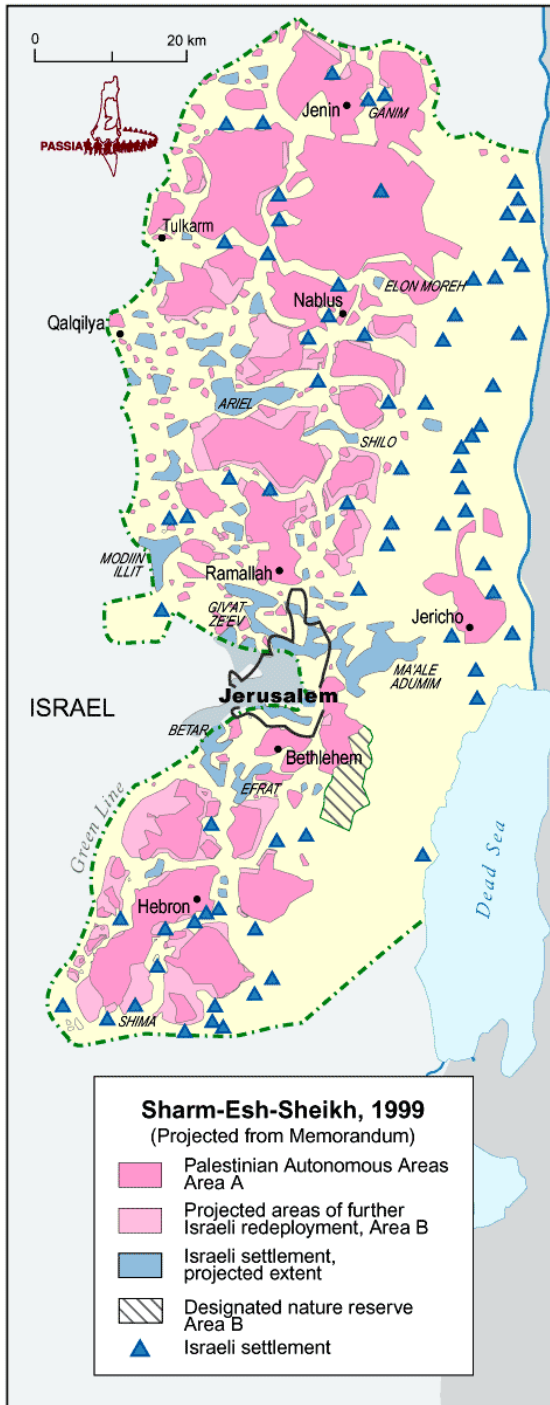 0 20 km
PASSIA
Jenin
GANIM
Tulkarm
Nablus
ELON MOREH
Qalqilya
ARIEL
SHILO
MODIIN
ILLIT
Ramallah
GIV'AT
ZE'EV
Jericho
MA'ALE
ADUMIM
Jerusalem
ISRAEL
BETAR
Bethlehem
EFRAT
Green Line
Dead Sea
Hebron
SHIMA
Sharm-Esh-Sheikh, 1999
(Projected from Memorandum)
Palestinian Autonomous Areas
Area A
Projected areas of further
Israeli redeployment, Area B
Israeli settlement,
projected extent
Designated nature reserve
Area B
Israeli settlement